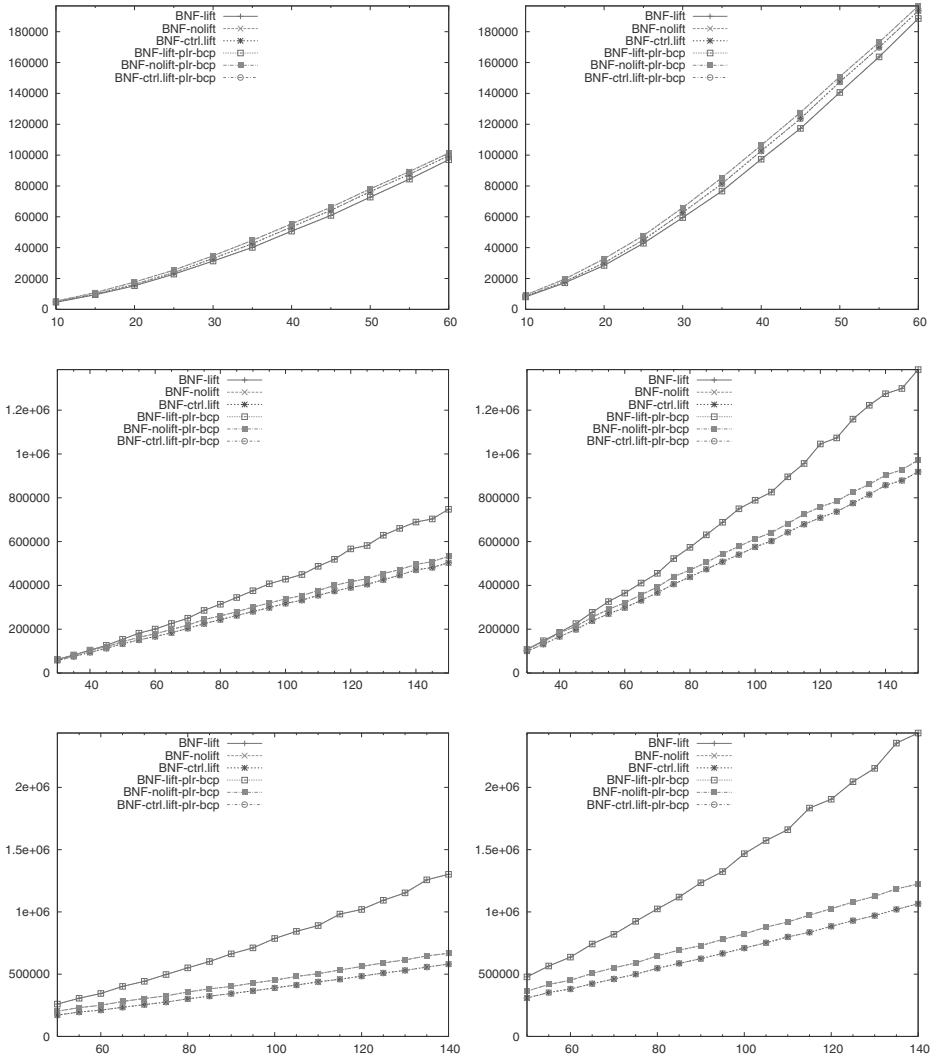 BNF-lift
BNF-nolift
BNF-ctrl.lift
BNF-lift-plr-bcp
BNF-nolift-plr-bcp
BNF-ctrl.lift-plr-bcp
180000
160000
140000
120000
100000
80000
60000
40000
20000
0
10 20 30 40 50 60
BNF-lift
BNF-nolift
BNF-ctrl.lift
BNF-lift-plr-bcp
BNF-nolift-plr-bcp
BNF-ctrl.lift-plr-bcp
180000
160000
140000
120000
100000
80000
60000
40000
20000
0
10 20 30 40 50 60
BNF-lift
BNF-nolift
BNF-ctrl.lift
BNF-lift-plr-bcp
BNF-nolift-plr-bcp
BNF-ctrl.lift-plr-bcp
1.2e+06
1e+06
800000
600000
400000
200000
0
40 60 80 100 120 140
BNF-lift
BNF-nolift
BNF-ctrl.lift
BNF-lift-plr-bcp
BNF-nolift-plr-bcp
BNF-ctrl.lift-plr-bcp
1.2e+06
1e+06
800000
600000
400000
200000
0
40 60 80 100 120 140
BNF-lift
BNF-nolift
BNF-ctrl.lift
BNF-lift-plr-bcp
BNF-nolift-plr-bcp
BNF-ctrl.lift-plr-bcp
2e+06
1.5e+06
1e+06
500000
0
60 80 100 120 140
BNF-lift
BNF-nolift
BNF-ctrl.lift
BNF-lift-plr-bcp
BNF-nolift-plr-bcp
BNF-ctrl.lift-plr-bcp
2e+06
1.5e+06
1e+06
500000
0
60 80 100 120 140